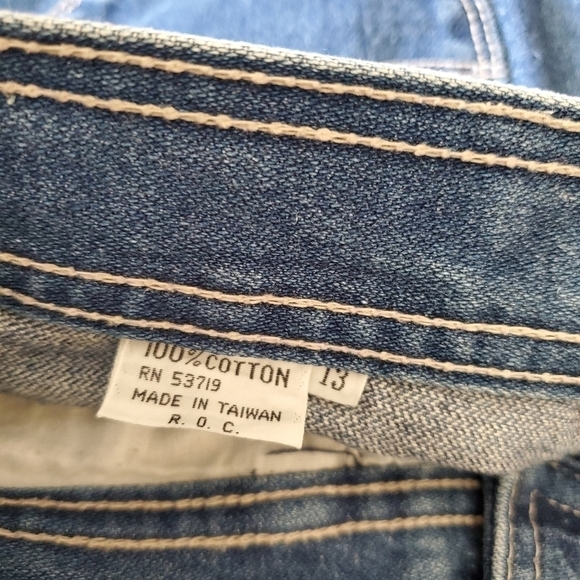 100% COTTON
RN 53719
MADE IN TAIWAN
R. O. C.
13